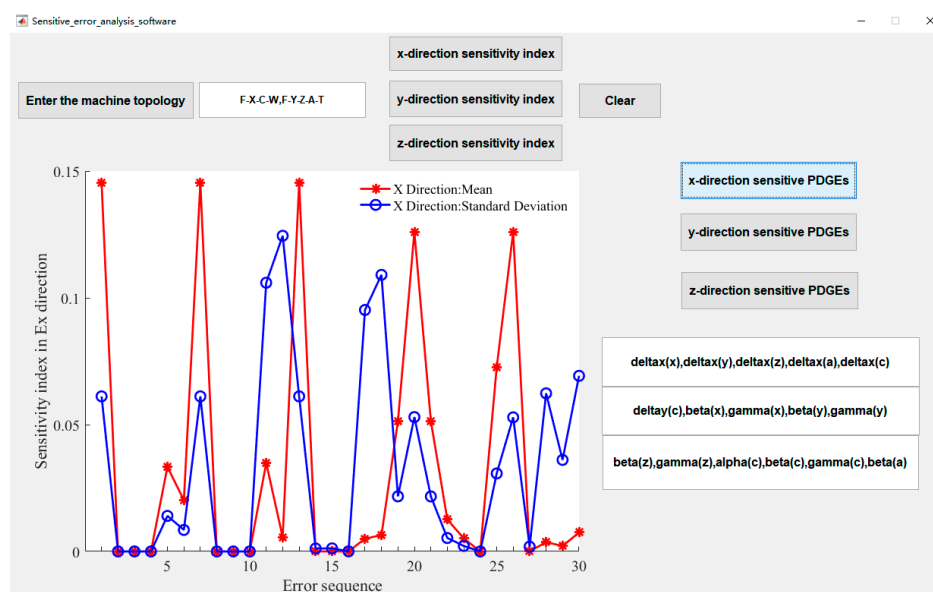 Sensitive_error_analysis_software
x-direction sensitivity index
Enter the machine topology
F-X-C-W,F-Y-Z-A-T
y-direction sensitivity index
Clear
z-direction sensitivity index
x-direction sensitive PDGEs
y-direction sensitive PDGEs
z-direction sensitive PDGEs
deltax(x),deltax(y),deltax(z),deltax(a),deltax(c)
deltay(c),beta(x),gamma(x),beta(y),gamma(y)
beta(z),gamma(z),alpha(c),beta(c),gamma(c),beta(a)
X Direction:Mean
X Direction:Standard Deviation
Sensitivity index in Ex direction
0.15
0.1
0.05
0
5
10
15
20
25
30
Error sequence